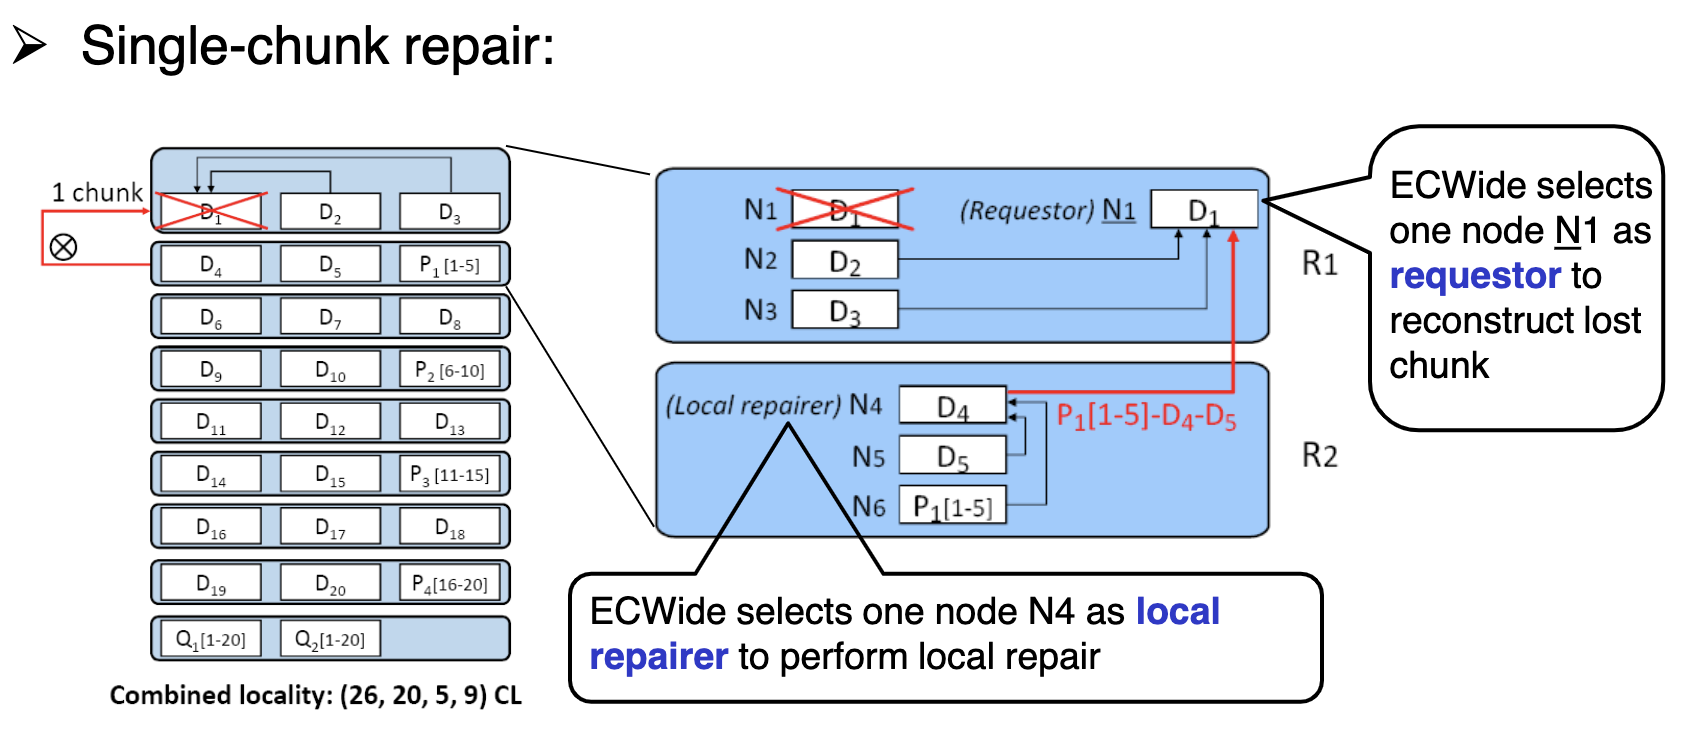 ➢ Single-chunk repair:
1 chunk
D1 D2 D3
D4 D5 P1 [1-5]
D6 D7 D8
D9 D10 P2 [6-10]
D11 D12 D13
D14 D15 P3 [11-15]
D16 D17 D18
D19 D20 P4[16-20]
Q1[1-20] Q2[1-20]
Combined locality: (26, 20, 5, 9) CL
N1 D1 (Requestor) N1 D1
N2 D2
N3 D3
R1
(Local repairer) N4 D4
P1[1-5]-D4-D5
N5 D5
N6 P1[1-5]
R2
ECWide selects
one node N1 as
requestor to
reconstruct lost
chunk
ECWide selects one node N4 as local
repairer to perform local repair